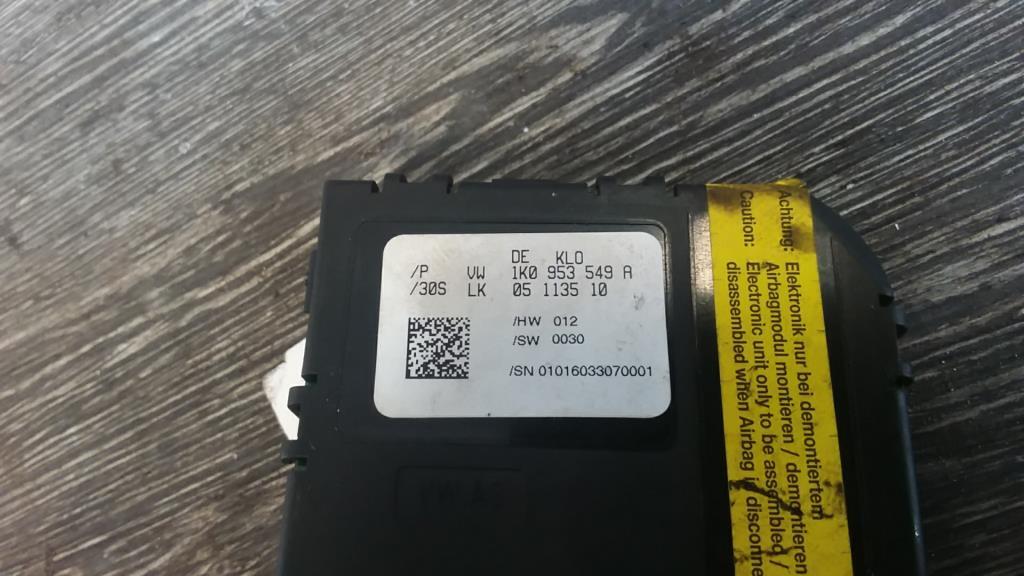 DE KLO
/P VW 1K0 953 549 A
/30S LK 05 1135 10
/HW 012
/SW 0030
/SN 01016033070001
Achtung: Elektronik nur bei demontiertem
Airbagmodul montieren / demontieren
Caution: Electronic unit only to be assembled /
disassembled when Airbag